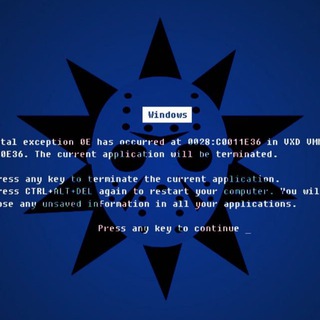 Windows
tal exception 0E has occurred at 0028:C0011E36 in VXD VMM
0E36. The current application will be terminated.
ress any key to terminate the current application.
ress CTRL+ALT+DEL again to restart your computer. You wil
ose any unsaved information in all your applications.
Press any key to continue _